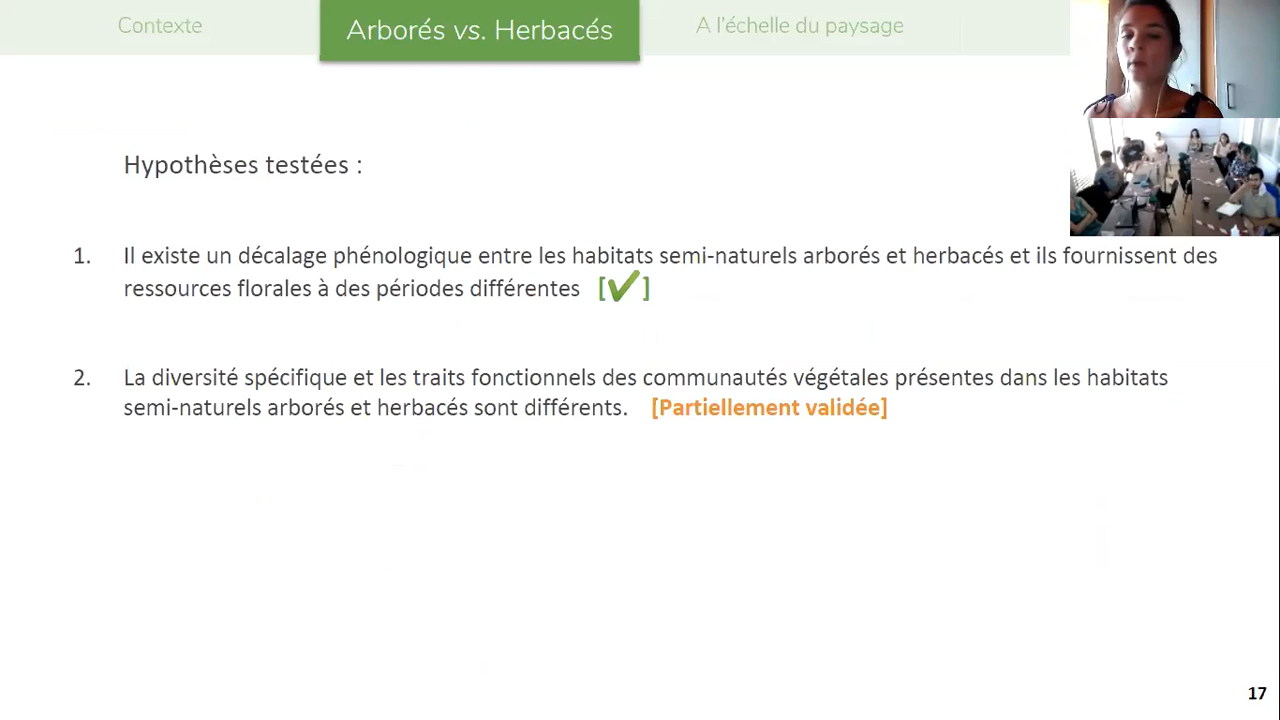 Contexte
Arborés vs. Herbacés
A l'échelle du paysage
Hypothèses testées :
1. Il existe un décalage phénologique entre les habitats semi-naturels arborés et herbacés et ils fournissent des
ressources florales à des périodes différentes [✔]
2. La diversité spécifique et les traits fonctionnels des communautés végétales présentes dans les habitats
semi-naturels arborés et herbacés sont différents. [Partiellement validée]
17